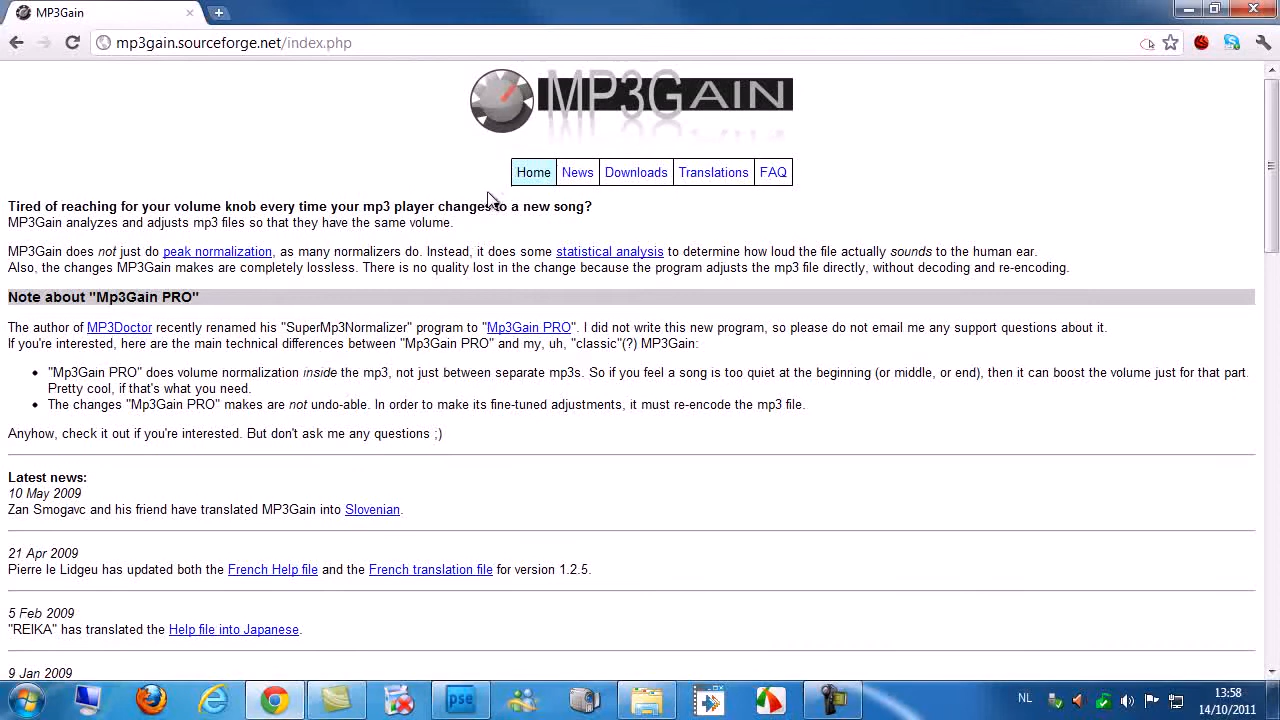 MP3Gain
mp3gain.sourceforge.net/index.php
MP3GAIN
Home News Downloads Translations FAQ
Tired of reaching for your volume knob every time your mp3 player changes to a new song?
MP3Gain analyzes and adjusts mp3 files so that they have the same volume.
MP3Gain does not just do peak normalization, as many normalizers do. Instead, it does some statistical analysis to determine how loud the file actually sounds to the human ear.
Also, the changes MP3Gain makes are completely lossless. There is no quality lost in the change because the program adjusts the mp3 file directly, without decoding and re-encoding.
Note about "Mp3Gain PRO"
The author of MP3Doctor recently renamed his "SuperMp3Normalizer" program to "Mp3Gain PRO". I did not write this new program, so please do not email me any support questions about it.
If you're interested, here are the main technical differences between "Mp3Gain PRO" and my, uh, "classic"(?) MP3Gain:
"Mp3Gain PRO" does volume normalization inside the mp3, not just between separate mp3s. So if you feel a song is too quiet at the beginning (or middle, or end), then it can boost the volume just for that part.
Pretty cool, if that's what you need.
The changes "Mp3Gain PRO" makes are not undo-able. In order to make its fine-tuned adjustments, it must re-encode the mp3 file.
Anyhow, check it out if you're interested. But don't ask me any questions ;)
Latest news:
10 May 2009
Zan Smogavc and his friend have translated MP3Gain into Slovenian.
21 Apr 2009
Pierre le Lidgeu has updated both the French Help file and the French translation file for version 1.2.5.
5 Feb 2009
"REIKA" has translated the Help file into Japanese.
9 Jan 2009
pse
NL
13:58
14/10/2011